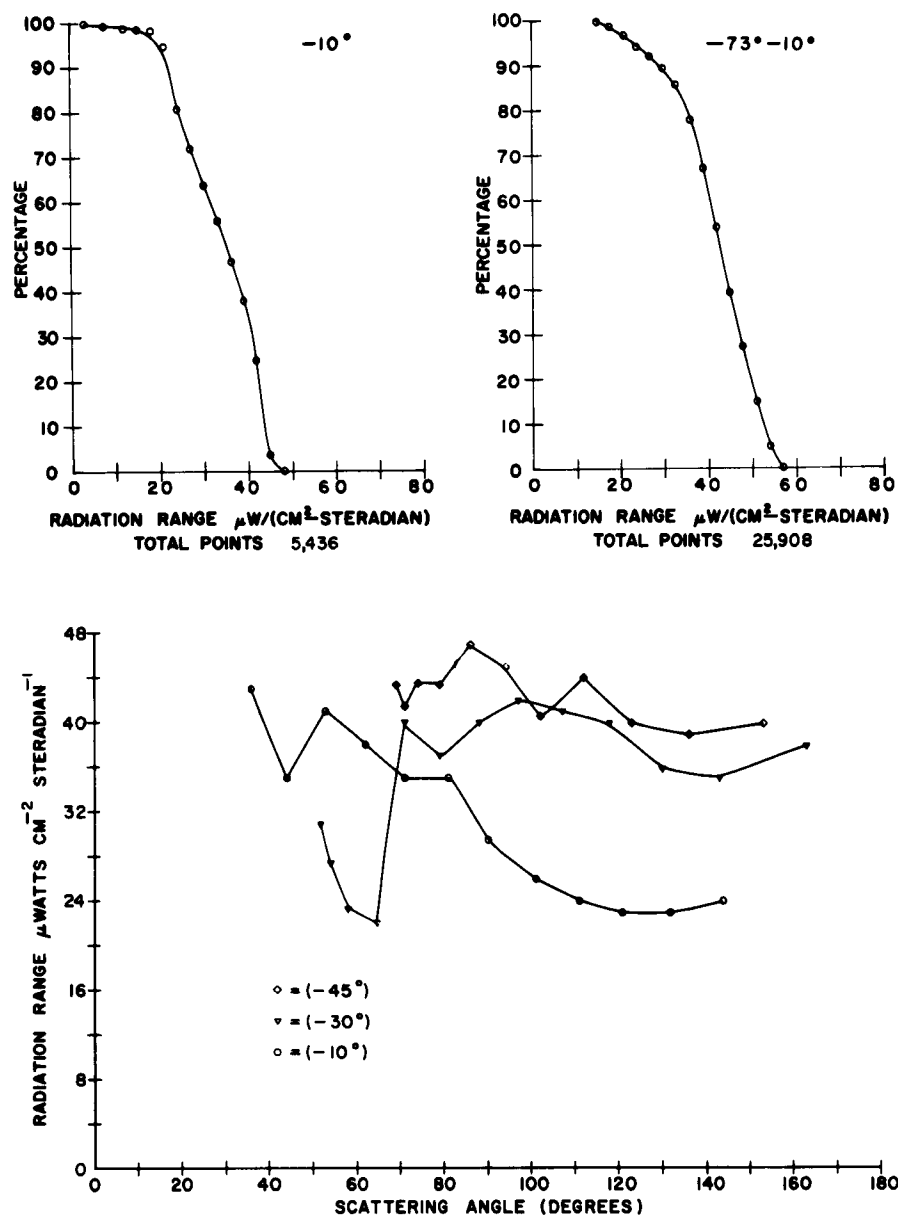 -10°
100
90
80
70
60
50
40
30
20
10
0
PERCENTAGE
0 20 40 60 80
RADIATION RANGE μW/(CM²-STERADIAN)
TOTAL POINTS 5,436
-73° -10°
100
90
80
70
60
50
40
30
20
10
0
PERCENTAGE
0 20 40 60 80
RADIATION RANGE μW/(CM²-STERADIAN)
TOTAL POINTS 25,908
48
40
32
24
16
8
0
RADIATION RANGE μWATTS CM⁻² STERADIAN⁻¹
◇ = (-45°)
▽ = (-30°)
○ = (-10°)
0 20 40 60 80 100 120 140 160 180
SCATTERING ANGLE (DEGREES)